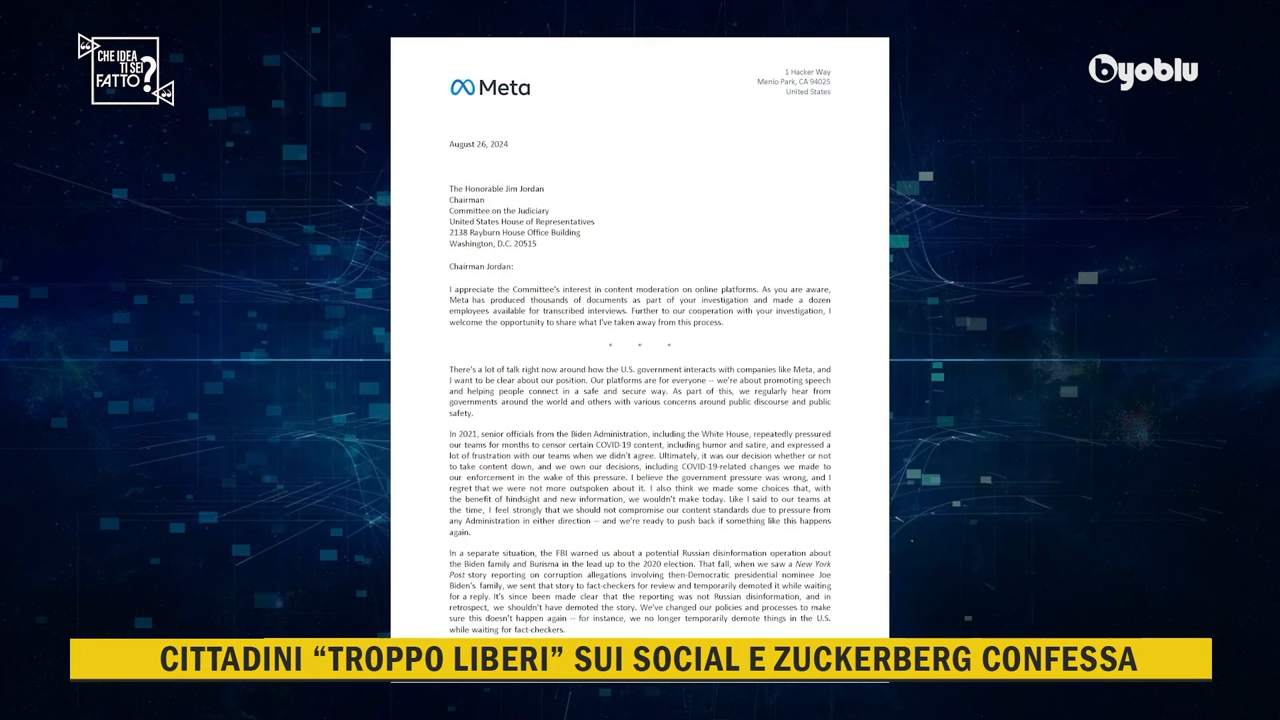 CHE IDEA
TI SEI
FATTO?
byoblu
Meta
1 Hacker Way
Menlo Park, CA 94025
United States
August 26, 2024
The Honorable Jim Jordan
Chairman
Committee on the Judiciary
United States House of Representatives
2138 Rayburn House Office Building
Washington, D.C. 20515
Chairman Jordan:
I appreciate the Committee's interest in content moderation on online platforms. As you are aware,
Meta has produced thousands of documents as part of your investigation and made a dozen
employees available for transcribed interviews. Further to our cooperation with your investigation, I
welcome the opportunity to share what I've taken away from this process.
* * *
There's a lot of talk right now around how the U.S. government interacts with companies like Meta, and
I want to be clear about our position. Our platforms are for everyone -- we're about promoting speech
and helping people connect in a safe and secure way. As part of this, we regularly hear from
governments around the world and others with various concerns around public discourse and public
safety.
In 2021, senior officials from the Biden Administration, including the White House, repeatedly pressured
our teams for months to censor certain COVID-19 content, including humor and satire, and expressed a
lot of frustration with our teams when we didn't agree. Ultimately, it was our decision whether or not
to take content down, and we own our decisions, including COVID-19-related changes we made to
our enforcement in the wake of this pressure. I believe the government pressure was wrong, and I
regret that we were not more outspoken about it. I also think we made some choices that, with
the benefit of hindsight and new information, we wouldn't make today. Like I said to our teams at
the time, I feel strongly that we should not compromise our content standards due to pressure from
any Administration in either direction -- and we're ready to push back if something like this happens
again.
In a separate situation, the FBI warned us about a potential Russian disinformation operation about
the Biden family and Burisma in the lead up to the 2020 election. That fall, when we saw a New York
Post story reporting on corruption allegations involving then-Democratic presidential nominee Joe
Biden's family, we sent that story to fact-checkers for review and temporarily demoted it while waiting
for a reply. It's since been made clear that the reporting was not Russian disinformation, and in
retrospect, we shouldn't have demoted the story. We've changed our policies and processes to make
sure this doesn't happen again -- for instance, we no longer temporarily demote things in the U.S.
while waiting for fact-checkers.
CITTADINI “TROPPO LIBERI” SUI SOCIAL E ZUCKERBERG CONFESSA